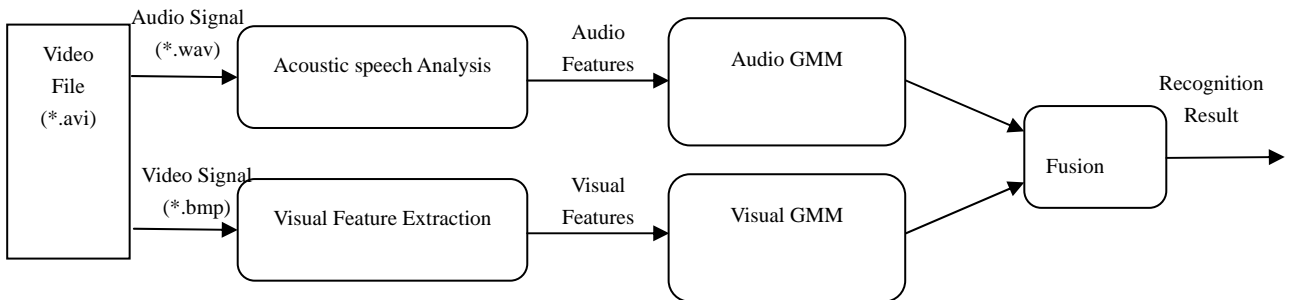 Video
File
(*.avi)
Audio Signal
(*.wav)
Acoustic speech Analysis
Audio
Features
Audio GMM
Video Signal
(*.bmp)
Visual Feature Extraction
Visual
Features
Visual GMM
Fusion
Recognition
Result